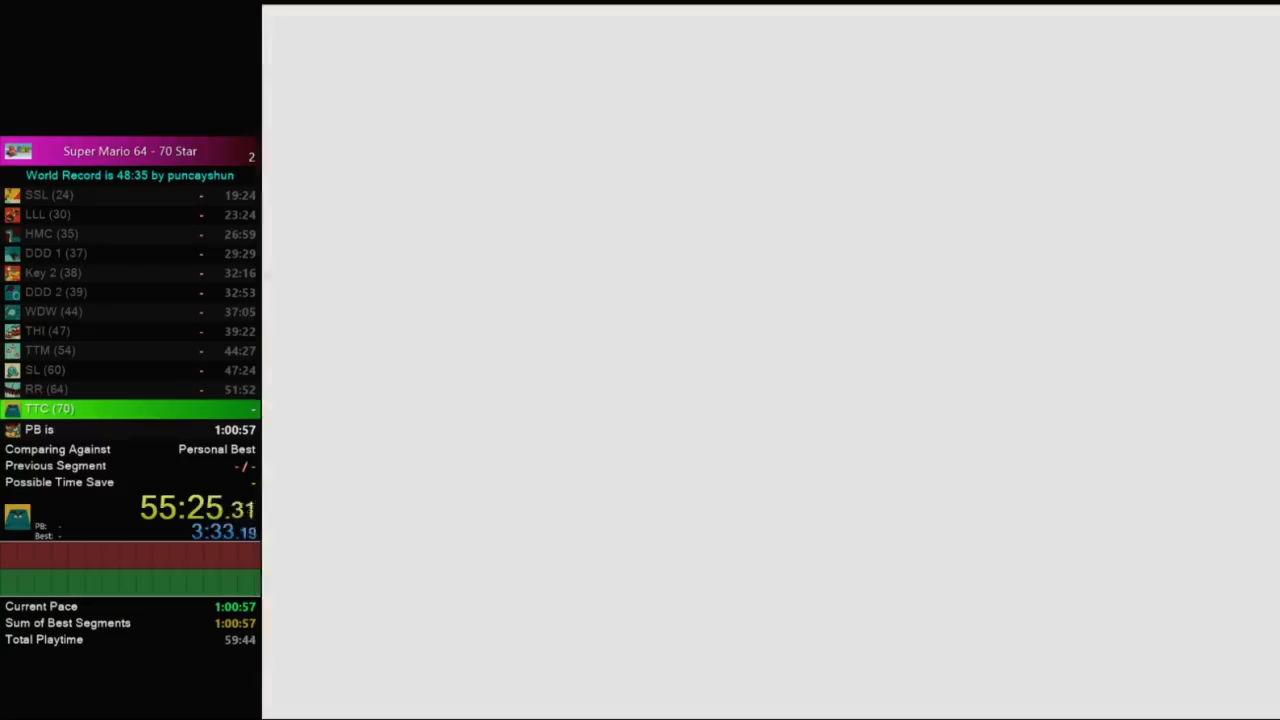 Super Mario 64 - 70 Star
2
World Record is 48:35 by puncayshun
SSL (24) - 19:24
LLL (30) - 23:24
HMC (35) - 26:59
DDD 1 (37) - 29:29
Key 2 (38) - 32:16
DDD 2 (39) - 32:53
WDW (44) - 37:05
THI (47) - 39:22
TTM (54) - 44:27
SL (60) - 47:24
RR (64) - 51:52
TTC (70) -
PB is 1:00:57
Comparing Against Personal Best
Previous Segment - / -
Possible Time Save -
55:25.31
PB: - 3:33.19
Best: -
Current Pace 1:00:57
Sum of Best Segments 1:00:57
Total Playtime 59:44